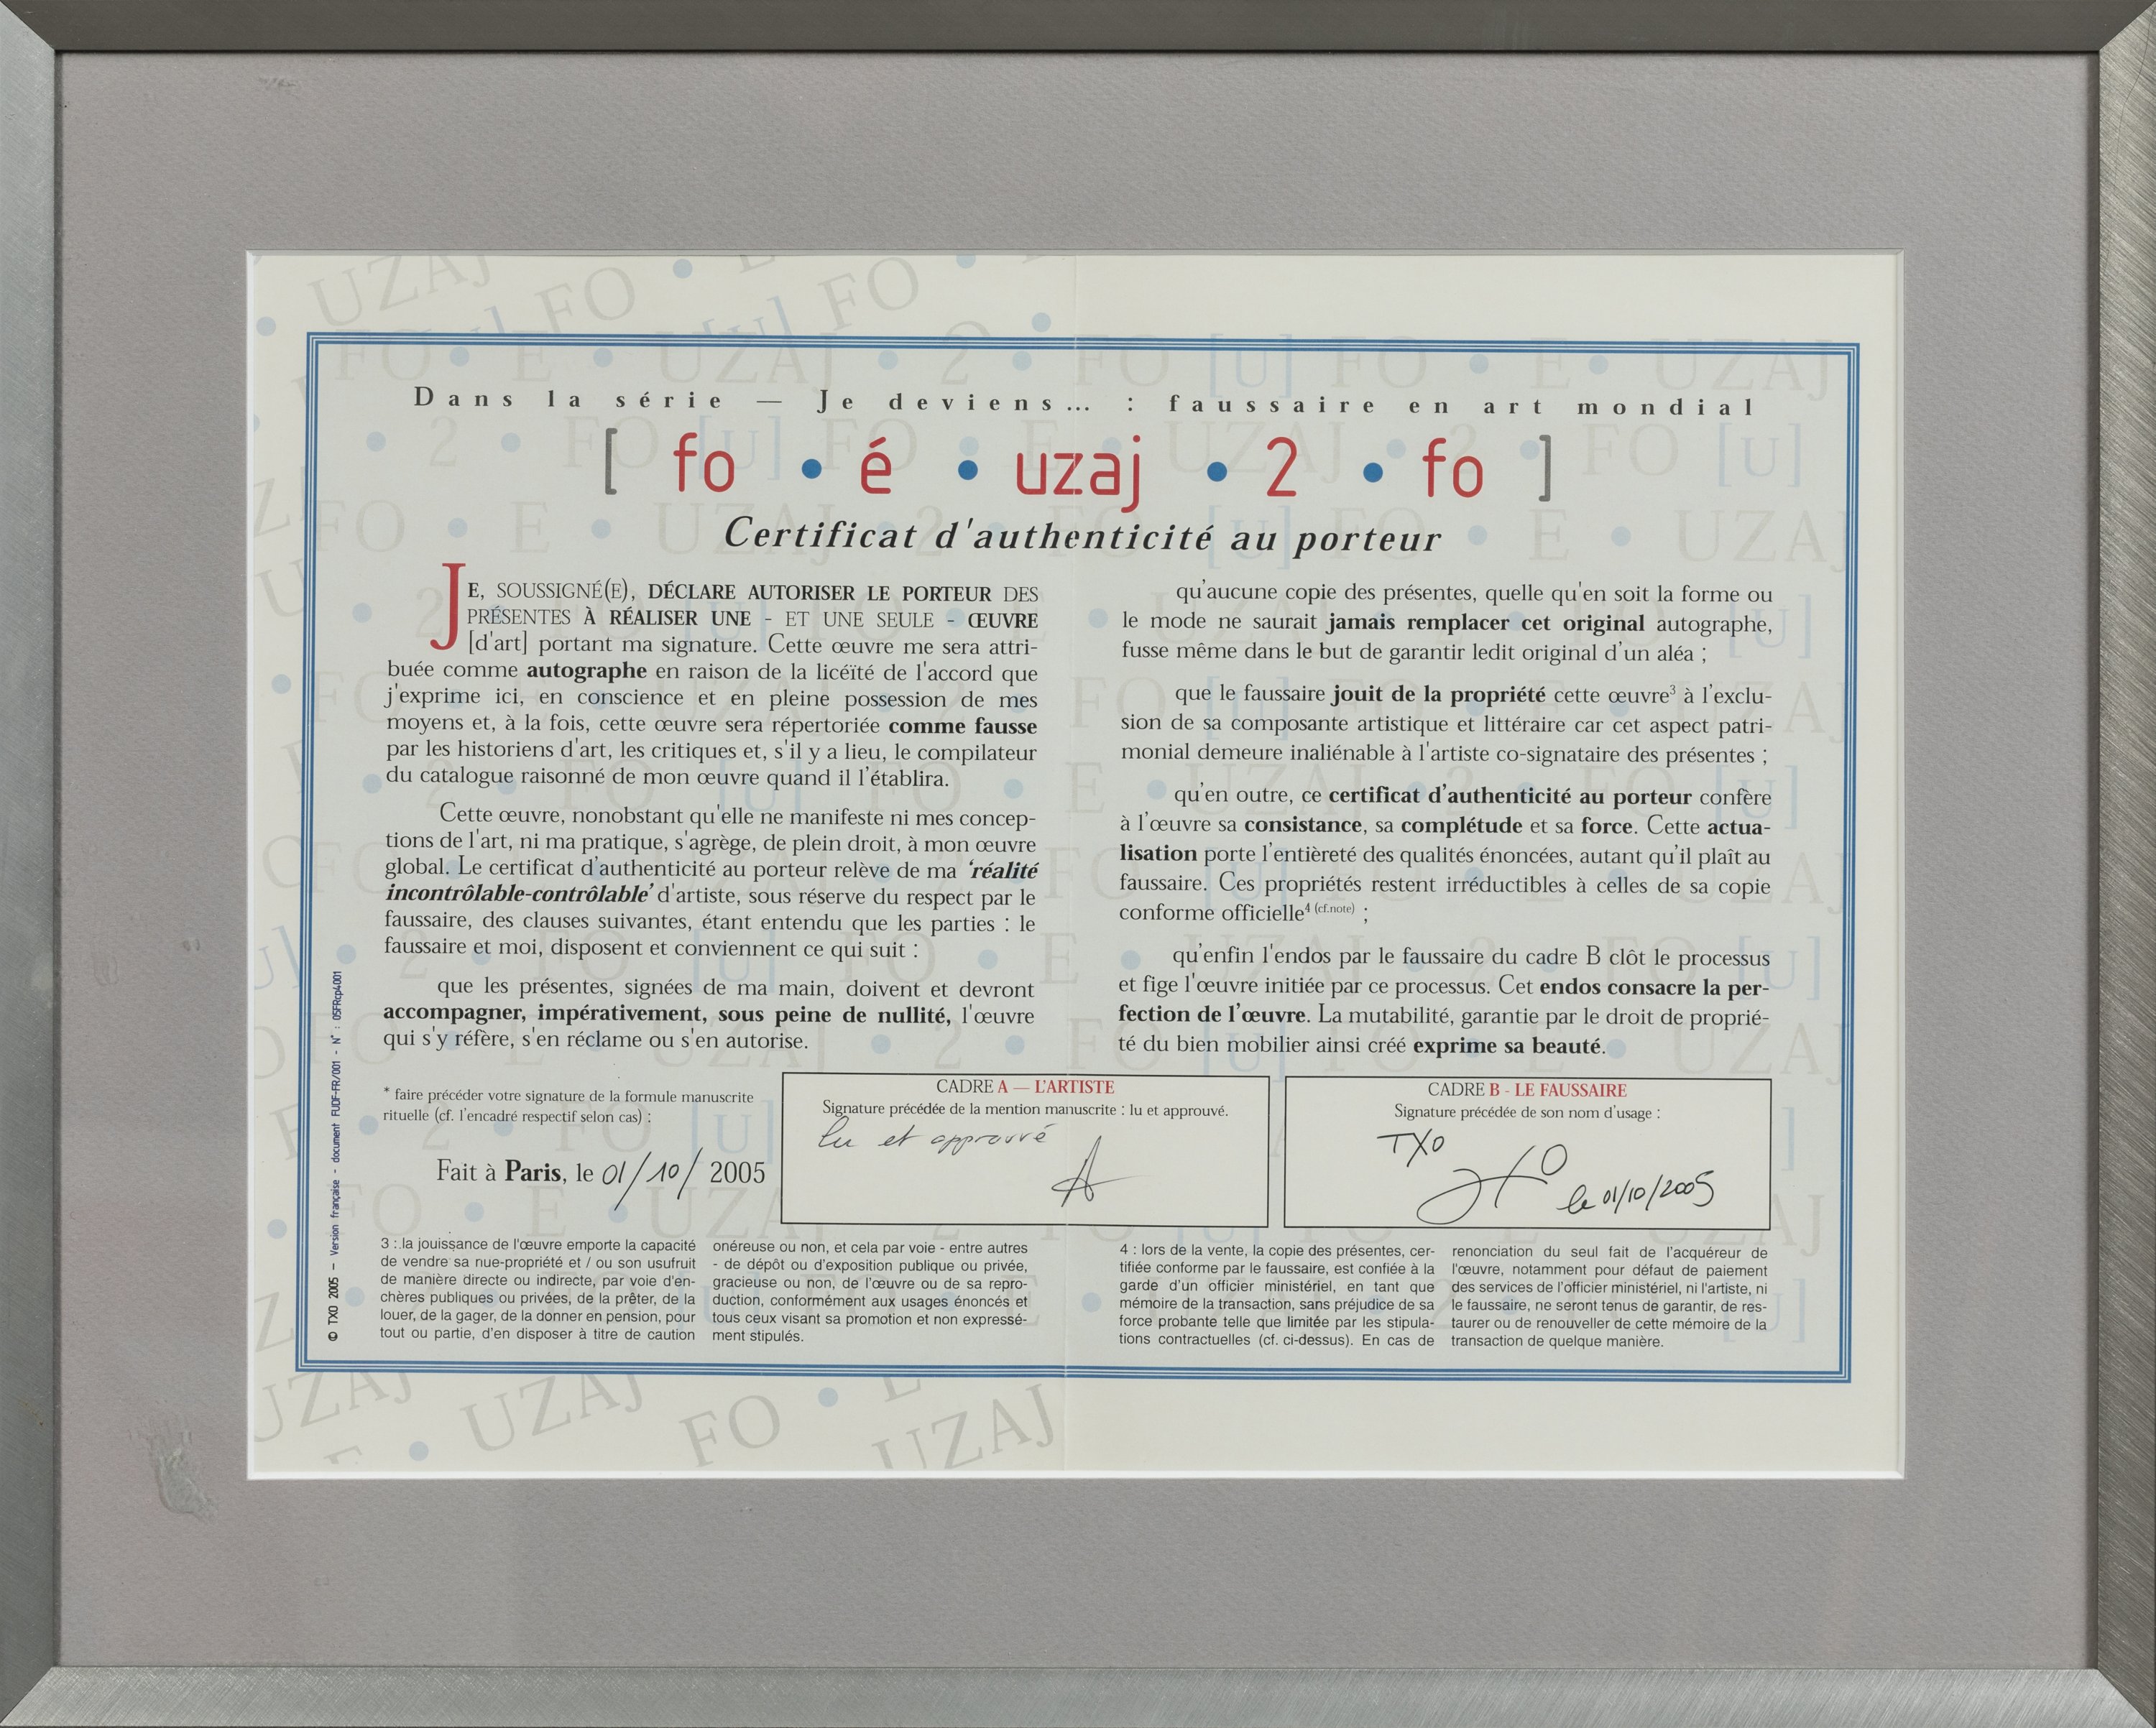 Dans la série — Je deviens... : faussaire en art mondial
[ fo • é • uzaj • 2 • fo ]
Certificat d'authenticité au porteur
JE, SOUSSIGNÉ(E), DÉCLARE AUTORISER LE PORTEUR DES
PRÉSENTES À RÉALISER UNE - ET UNE SEULE - ŒUVRE
[d'art] portant ma signature. Cette œuvre me sera attri-
buée comme autographe en raison de la licéïté de l'accord que
j'exprime ici, en conscience et en pleine possession de mes
moyens et, à la fois, cette œuvre sera répertoriée comme fausse
par les historiens d'art, les critiques et, s'il y a lieu, le compilateur
du catalogue raisonné de mon œuvre quand il l'établira.
Cette œuvre, nonobstant qu'elle ne manifeste ni mes concep-
tions de l'art, ni ma pratique, s'agrège, de plein droit, à mon œuvre
global. Le certificat d'authenticité au porteur relève de ma 'réalité
incontrôlable-contrôlable' d'artiste, sous réserve du respect par le
faussaire, des clauses suivantes, étant entendu que les parties : le
faussaire et moi, disposent et conviennent ce qui suit :
que les présentes, signées de ma main, doivent et devront
accompagner, impérativement, sous peine de nullité, l'œuvre
qui s'y réfère, s'en réclame ou s'en autorise.
qu'aucune copie des présentes, quelle qu'en soit la forme ou
le mode ne saurait jamais remplacer cet original autographe,
fusse même dans le but de garantir ledit original d'un aléa ;
que le faussaire jouit de la propriété cette œuvre3 à l'exclu-
sion de sa composante artistique et littéraire car cet aspect patri-
monial demeure inaliénable à l'artiste co-signataire des présentes ;
qu'en outre, ce certificat d'authenticité au porteur confère
à l'œuvre sa consistance, sa complétude et sa force. Cette actua-
lisation porte l'entièreté des qualités énoncées, autant qu'il plaît au
faussaire. Ces propriétés restent irréductibles à celles de sa copie
conforme officielle4 (cf.note) ;
qu'enfin l'endos par le faussaire du cadre B clôt le processus
et fige l'œuvre initiée par ce processus. Cet endos consacre la per-
fection de l'œuvre. La mutabilité, garantie par le droit de proprié-
té du bien mobilier ainsi créé exprime sa beauté.
* faire précéder votre signature de la formule manuscrite
rituelle (cf. l'encadré respectif selon cas) :
Fait à Paris, le 01/10/ 2005
CADRE A — L'ARTISTE
Signature précédée de la mention manuscrite : lu et approuvé.
lu et approuvé
CADRE B - LE FAUSSAIRE
Signature précédée de son nom d'usage :
TXO
le 01/10/2005
3 : la jouissance de l'œuvre emporte la capacité
de vendre sa nue-propriété et / ou son usufruit
de manière directe ou indirecte, par voie d'en-
chères publiques ou privées, de la prêter, de la
louer, de la gager, de la donner en pension, pour
tout ou partie, d'en disposer à titre de caution
onéreuse ou non, et cela par voie - entre autres
- de dépôt ou d'exposition publique ou privée,
gracieuse ou non, de l'œuvre ou de sa repro-
duction, conformément aux usages énoncés et
tous ceux visant sa promotion et non expressé-
ment stipulés.
4 : lors de la vente, la copie des présentes, cer-
tifiée conforme par le faussaire, est confiée à la
garde d'un officier ministériel, en tant que
mémoire de la transaction, sans préjudice de sa
force probante telle que limitée par les stipula-
tions contractuelles (cf. ci-dessus). En cas de
renonciation du seul fait de l'acquéreur de
l'œuvre, notamment pour défaut de paiement
des services de l'officier ministériel, ni l'artiste, ni
le faussaire, ne seront tenus de garantir, de res-
taurer ou de renouveller de cette mémoire de la
transaction de quelque manière.
© TXO 2005 – Version française - document FUDF-FR/001 - N° : 05FRcp4001